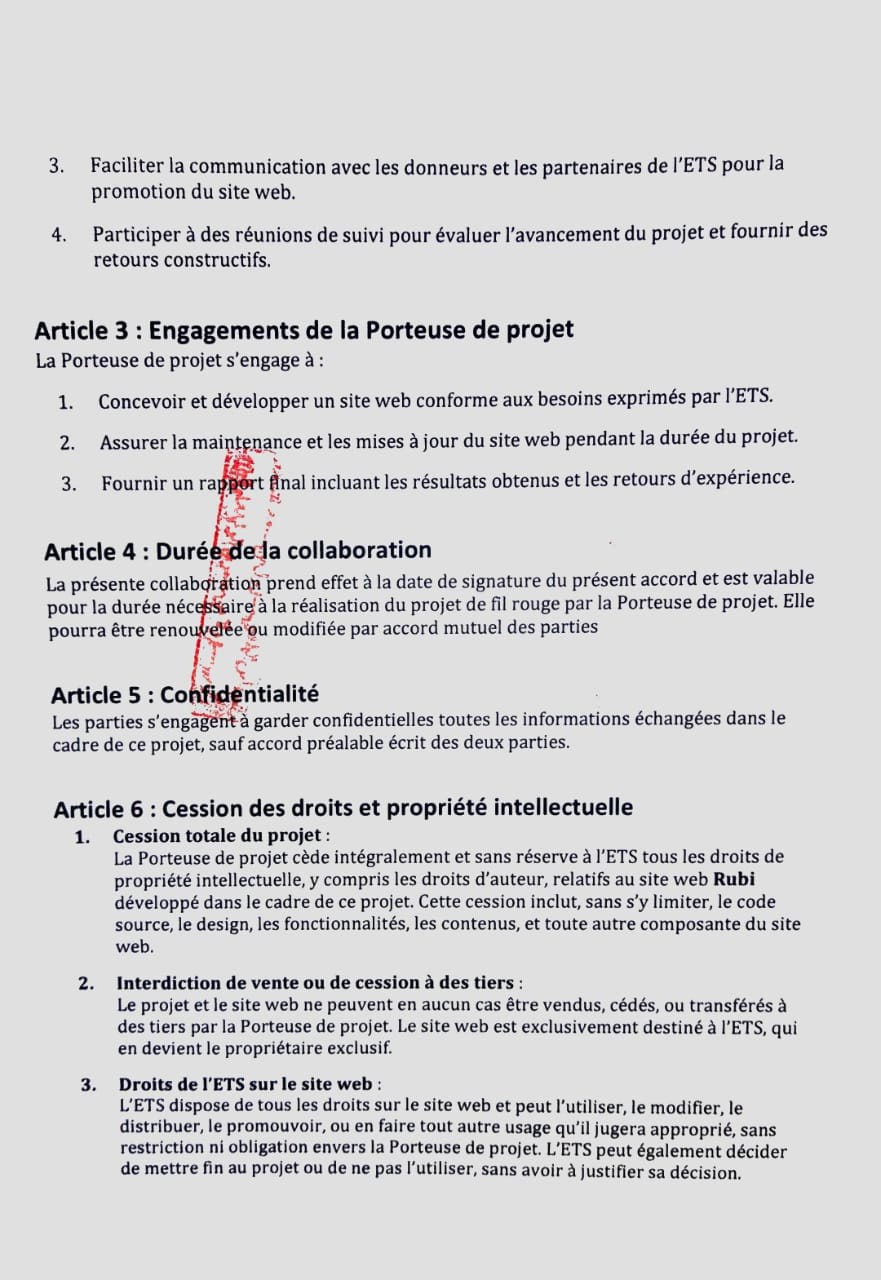 3. Faciliter la communication avec les donneurs et les partenaires de l'ETS pour la
promotion du site web.
4. Participer à des réunions de suivi pour évaluer l'avancement du projet et fournir des
retours constructifs.
Article 3 : Engagements de la Porteuse de projet
La Porteuse de projet s'engage à :
1. Concevoir et développer un site web conforme aux besoins exprimés par l'ETS.
2. Assurer la maintenance et les mises à jour du site web pendant la durée du projet.
3. Fournir un rapport final incluant les résultats obtenus et les retours d'expérience.
Article 4 : Durée de la collaboration
La présente collaboration prend effet à la date de signature du présent accord et est valable
pour la durée nécessaire à la réalisation du projet de fil rouge par la Porteuse de projet. Elle
pourra être renouvelée ou modifiée par accord mutuel des parties
Article 5 : Confidentialité
Les parties s'engagent à garder confidentielles toutes les informations échangées dans le
cadre de ce projet, sauf accord préalable écrit des deux parties.
Article 6 : Cession des droits et propriété intellectuelle
1. Cession totale du projet :
La Porteuse de projet cède intégralement et sans réserve à l'ETS tous les droits de
propriété intellectuelle, y compris les droits d'auteur, relatifs au site web Rubi
développé dans le cadre de ce projet. Cette cession inclut, sans s'y limiter, le code
source, le design, les fonctionnalités, les contenus, et toute autre composante du site
web.
2. Interdiction de vente ou de cession à des tiers :
Le projet et le site web ne peuvent en aucun cas être vendus, cédés, ou transférés à
des tiers par la Porteuse de projet. Le site web est exclusivement destiné à l'ETS, qui
en devient le propriétaire exclusif.
3. Droits de l'ETS sur le site web :
L'ETS dispose de tous les droits sur le site web et peut l'utiliser, le modifier, le
distribuer, le promouvoir, ou en faire tout autre usage qu'il jugera approprié, sans
restriction ni obligation envers la Porteuse de projet. L'ETS peut également décider
de mettre fin au projet ou de ne pas l'utiliser, sans avoir à justifier sa décision.